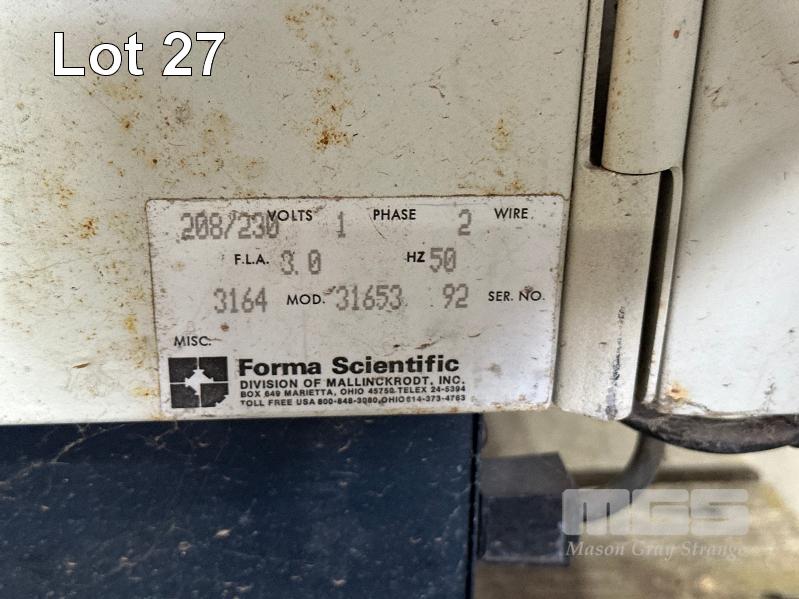 Lot 27
208/230 VOLTS 1 PHASE 2 WIRE
F.L.A. 3.0 HZ 50
3164 MOD. 31653 92 SER. NO.
MISC.
Forma Scientific
DIVISION OF MALLINCKRODT, INC.
BOX 649 MARIETTA, OHIO 45750, TELEX 24-5394
TOLL FREE USA 800-848-3080, OHIO 614-373-4763
MGS
Mason Gray Strange